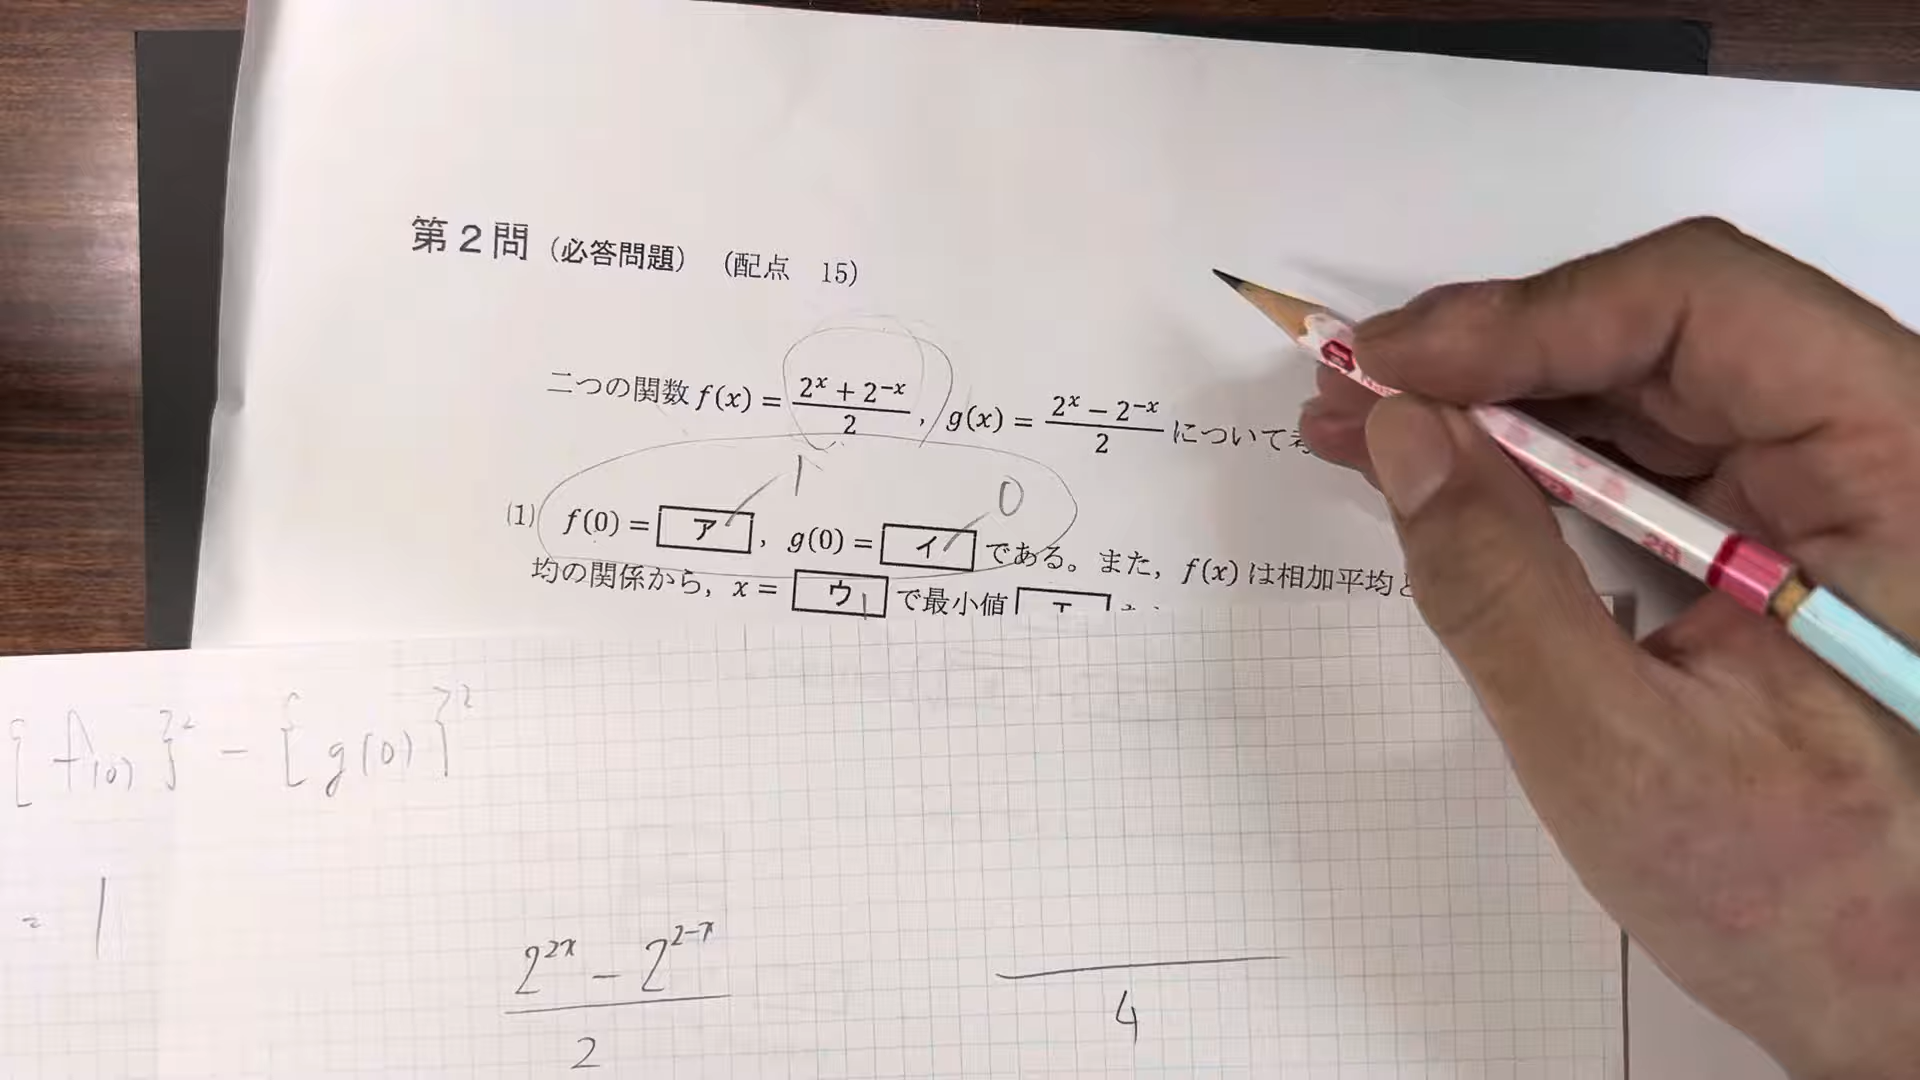 第2問 (必答問題) (配点 15)
二つの関数 f(x) = (2^x + 2^{-x})/2 , g(x) = (2^x − 2^{-x})/2 について考
1
0
(1) f(0) = ア , g(0) = イ である。また, f(x) は相加平均と
均の関係から, x = ウ で最小値
{f(0)}^2 − {g(0)}^2
= 1
(2^{2x} − 2^{2-x})/2
4
2B